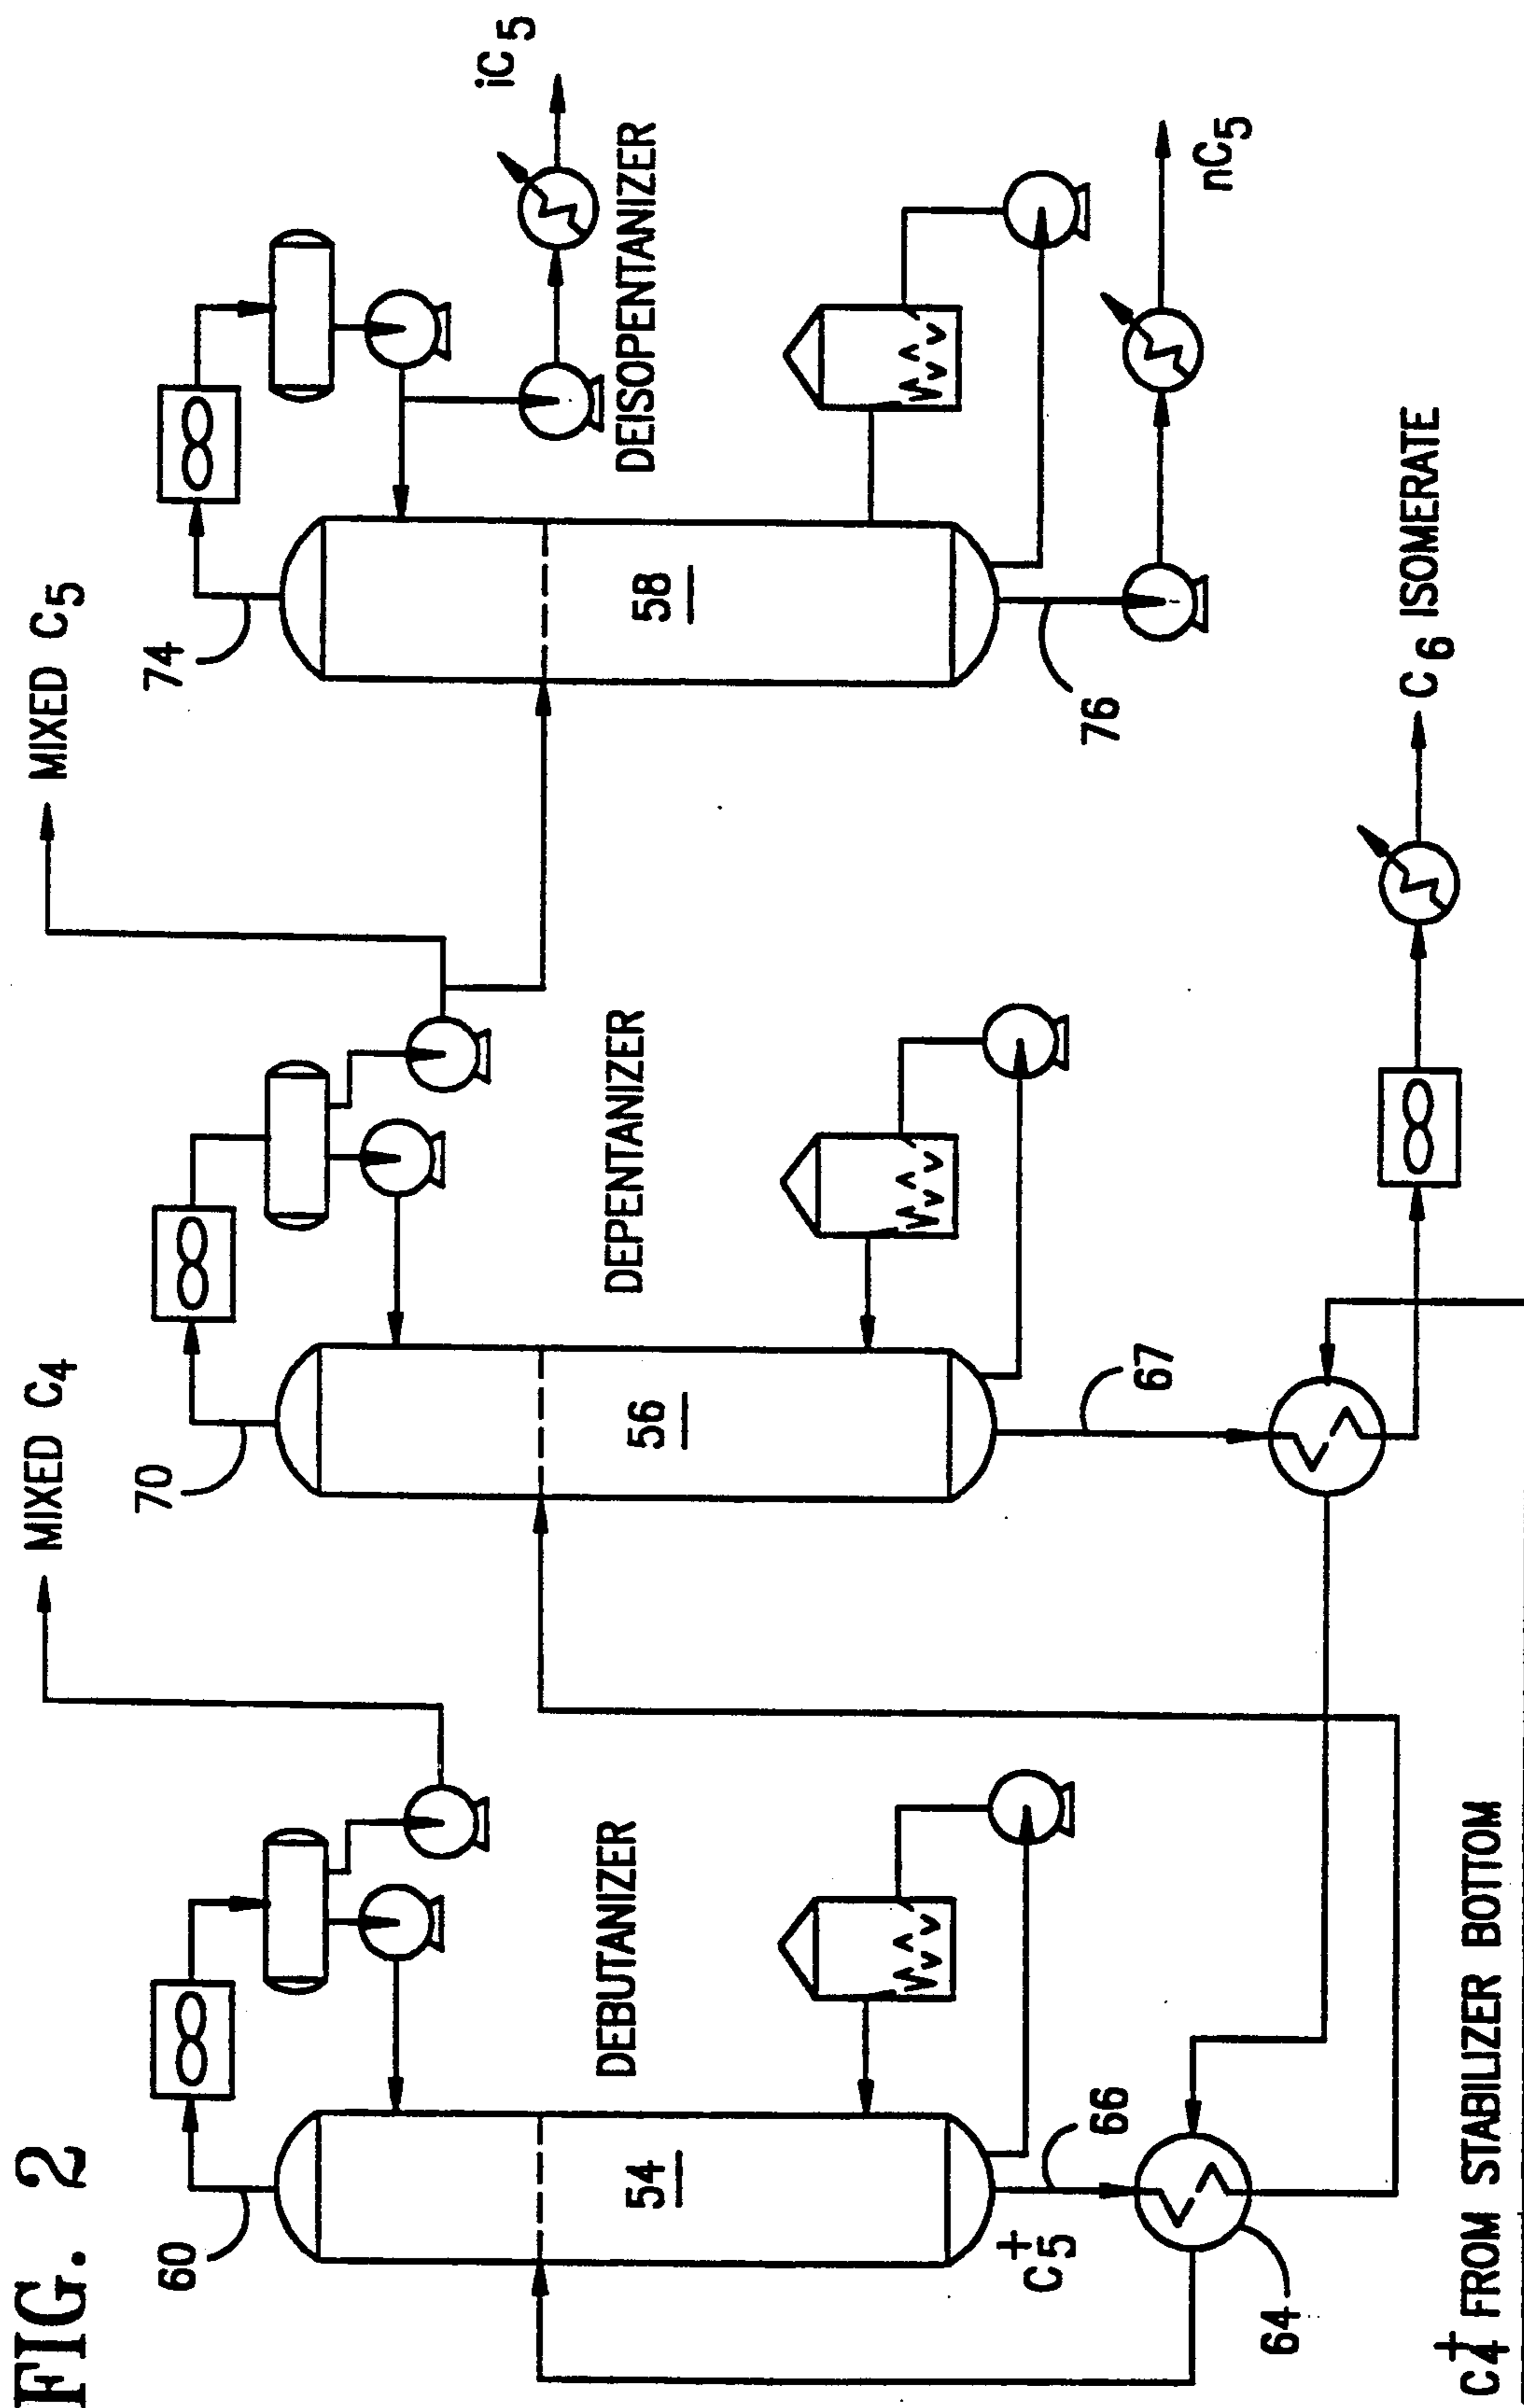 FIG. 2
MIXED C4
MIXED C5
60
70
74
iC5
DEBUTANIZER
DEPENTANIZER
DEISOPENTANIZER
54
56
58
C5+
66
67
76
nC5
64
C4+ FROM STABILIZER BOTTOM
C6 ISOMERATE